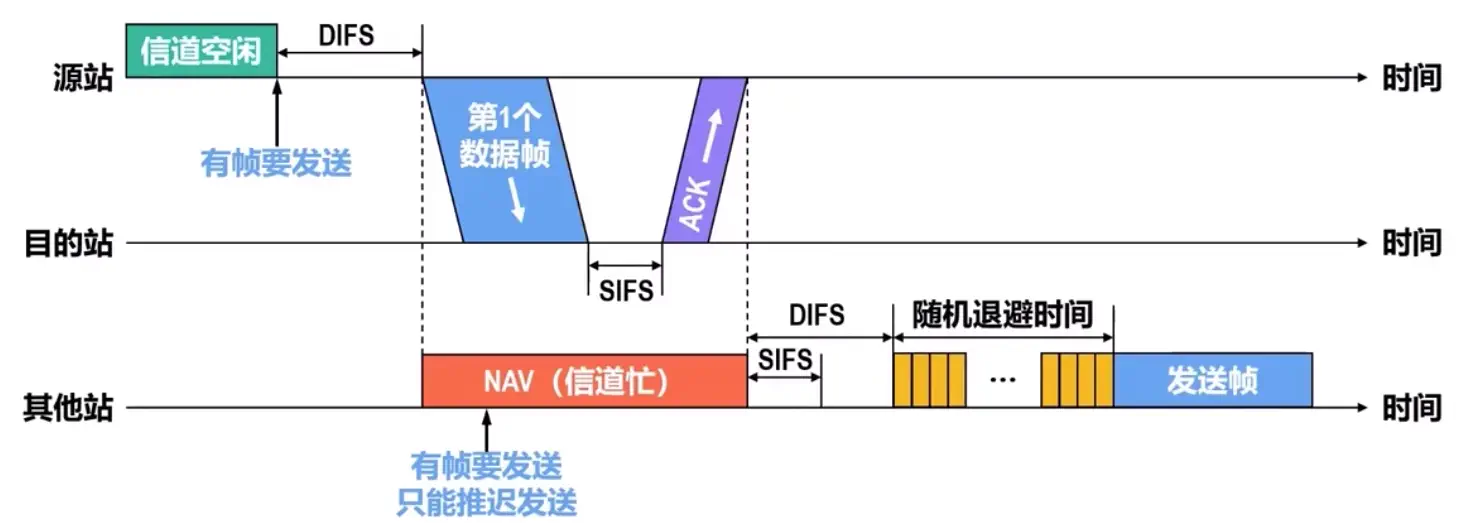 信道空闲
DIFS
源站
时间
有帧要发送
第1个
数据帧
ACK
目的站
时间
SIFS
DIFS
随机退避时间
SIFS
NAV（信道忙）
...
发送帧
其他站
时间
有帧要发送
只能推迟发送